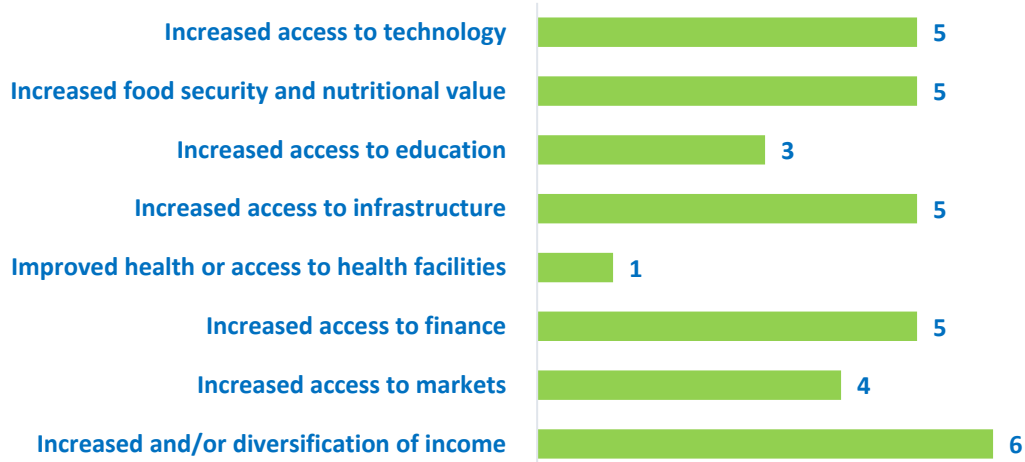 Increased access to technology 5
Increased food security and nutritional value 5
Increased access to education 3
Increased access to infrastructure 5
Improved health or access to health facilities 1
Increased access to finance 5
Increased access to markets 4
Increased and/or diversification of income 6